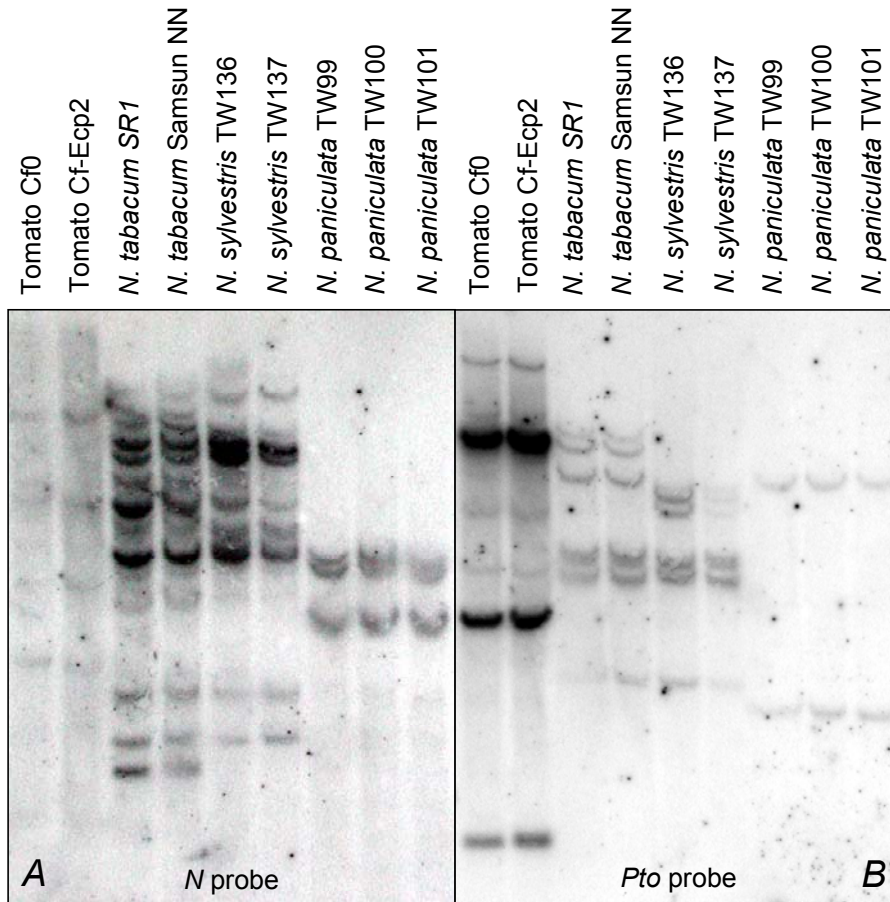 Tomato Cf0
Tomato Cf-Ecp2
N. tabacum SR1
N. tabacum Samsun NN
N. sylvestris TW136
N. sylvestris TW137
N. paniculata TW99
N. paniculata TW100
N. paniculata TW101
Tomato Cf0
Tomato Cf-Ecp2
N. tabacum SR1
N. tabacum Samsun NN
N. sylvestris TW136
N. sylvestris TW137
N. paniculata TW99
N. paniculata TW100
N. paniculata TW101
A
N probe
Pto probe
B